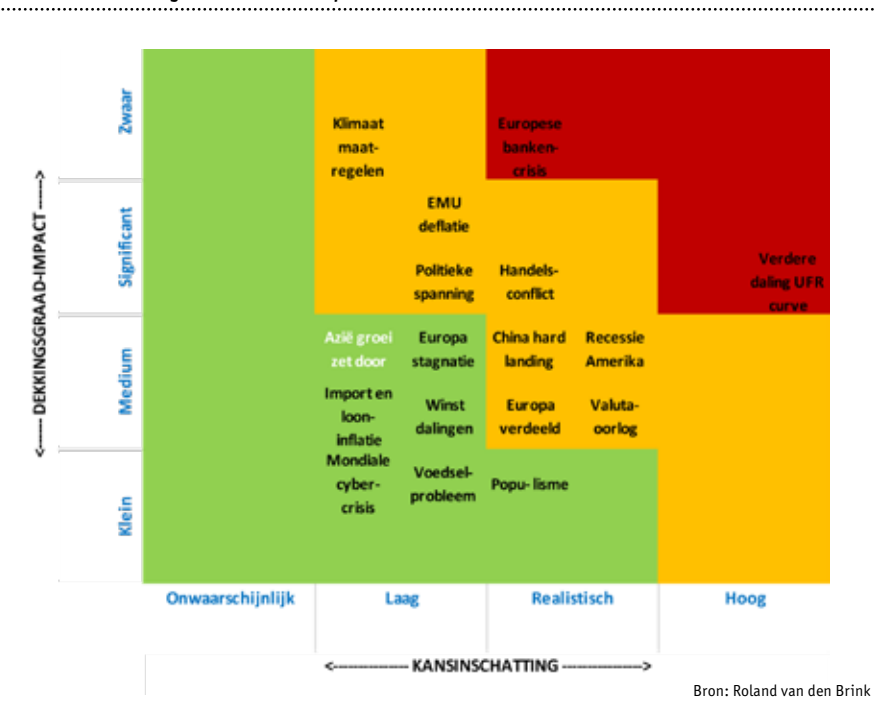 Zwaar
Klimaat
maat-
regelen
Europese
banken-
crisis
Significant
EMU
deflatie
Politieke
spanning
Handels-
conflict
Verdere
daling UFR
curve
Medium
Azië groei
zet door
Europa
stagnatie
China hard
landing
Recessie
Amerika
Import en
loon-
inflatie
Winst
dalingen
Europa
verdeeld
Valuta-
oorlog
Klein
Mondiale
cyber-
crisis
Voedsel-
probleem
Popu- lisme
<------ DEKKINGSGRAAD-IMPACT ------>
Onwaarschijnlijk
Laag
Realistisch
Hoog
<---------------- KANSINSCHATTING ---------------->
Bron: Roland van den Brink